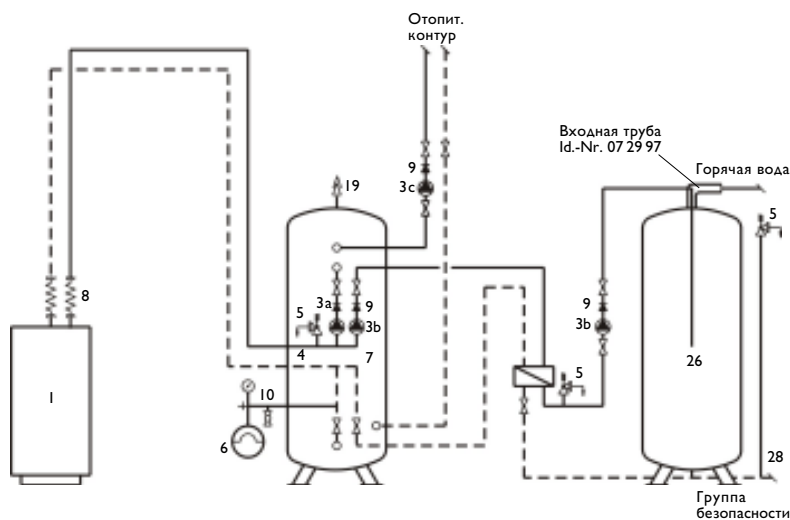 Отопит.
контур
Входная труба
Id.-Nr. 07 29 97
Горячая вода
9
3c
19
5
8
3a
9
5
3b
9
3b
4
7
26
1
5
10
6
28
Группа
безопасности